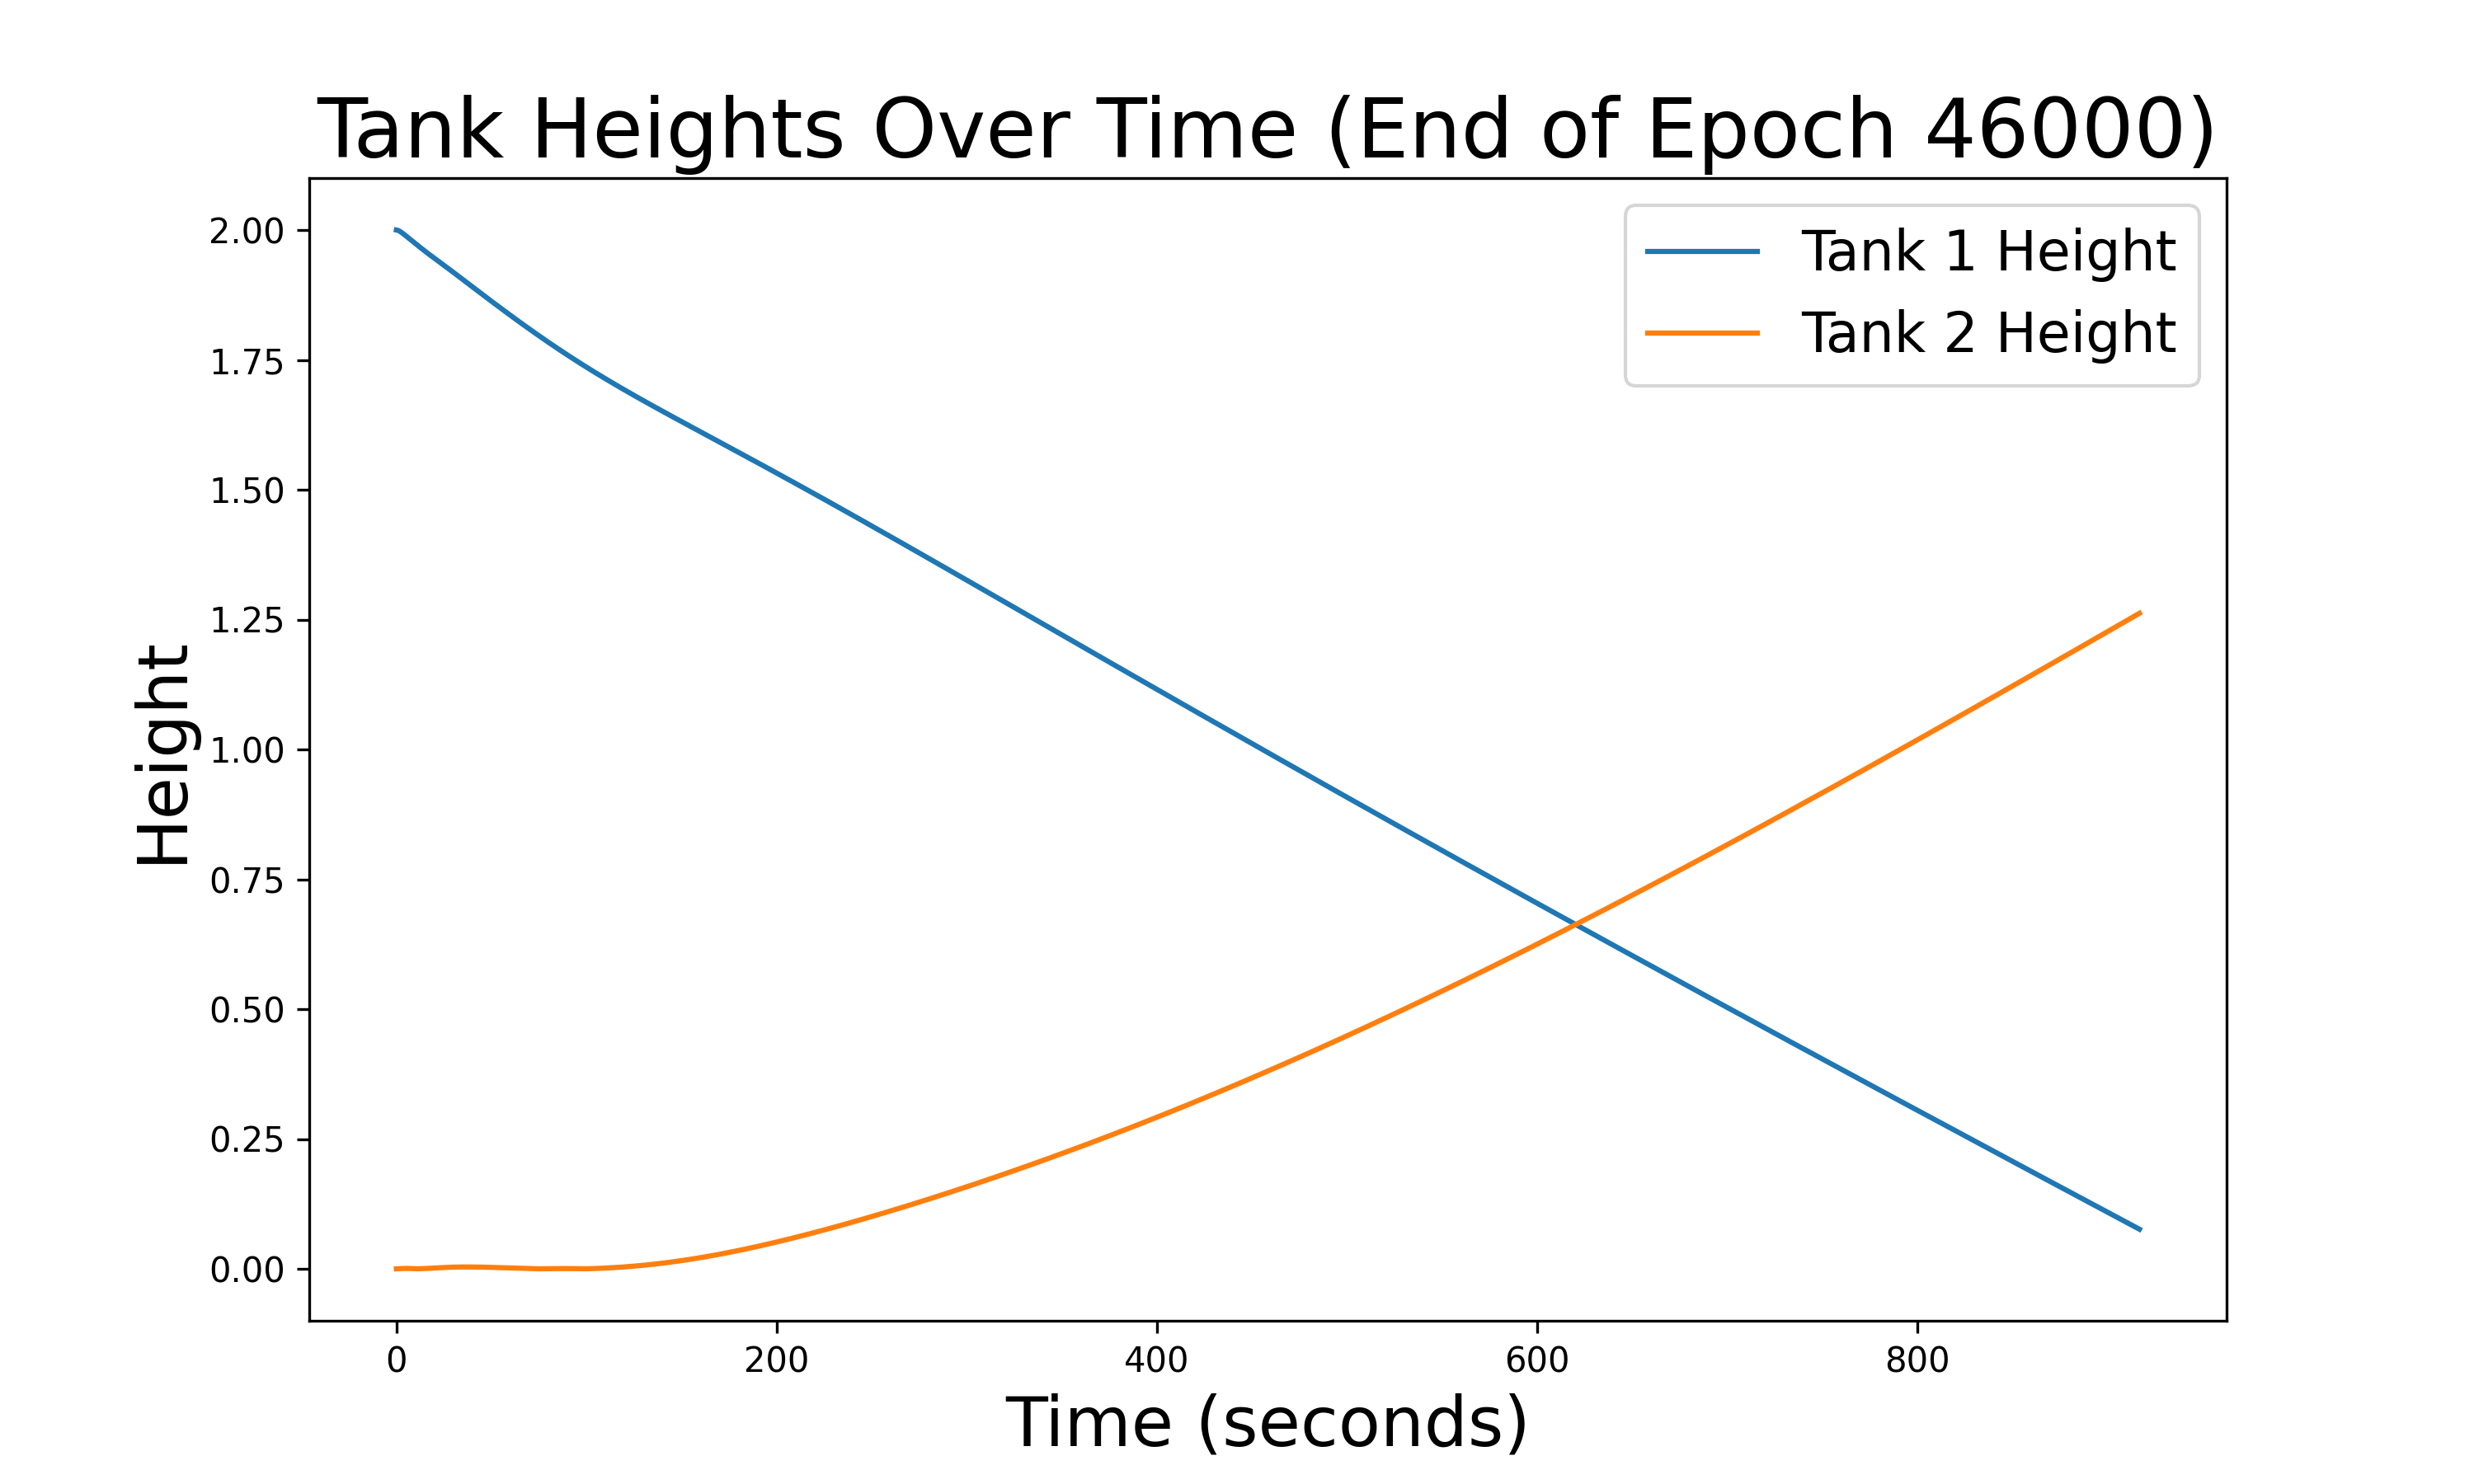 Tank Heights Over Time (End of Epoch 46000)
Tank 1 Height
Tank 2 Height
Height
2.00
1.75
1.50
1.25
1.00
0.75
0.50
0.25
0.00
0 200 400 600 800
Time (seconds)